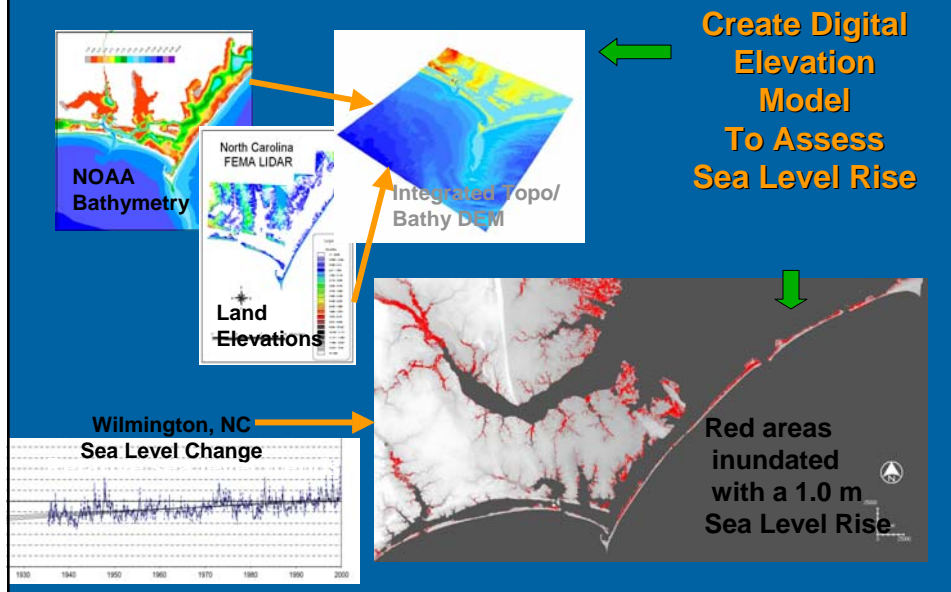 Create Digital
Elevation
Model
To Assess
Sea Level Rise
NOAA
Bathymetry
North Carolina
FEMA LIDAR
Integrated Topo/
Bathy DEM
Land
Elevations
Wilmington, NC
Sea Level Change
1930 1940 1950 1960 1970 1980 1990 2000
Red areas
inundated
with a 1.0 m
Sea Level Rise
N